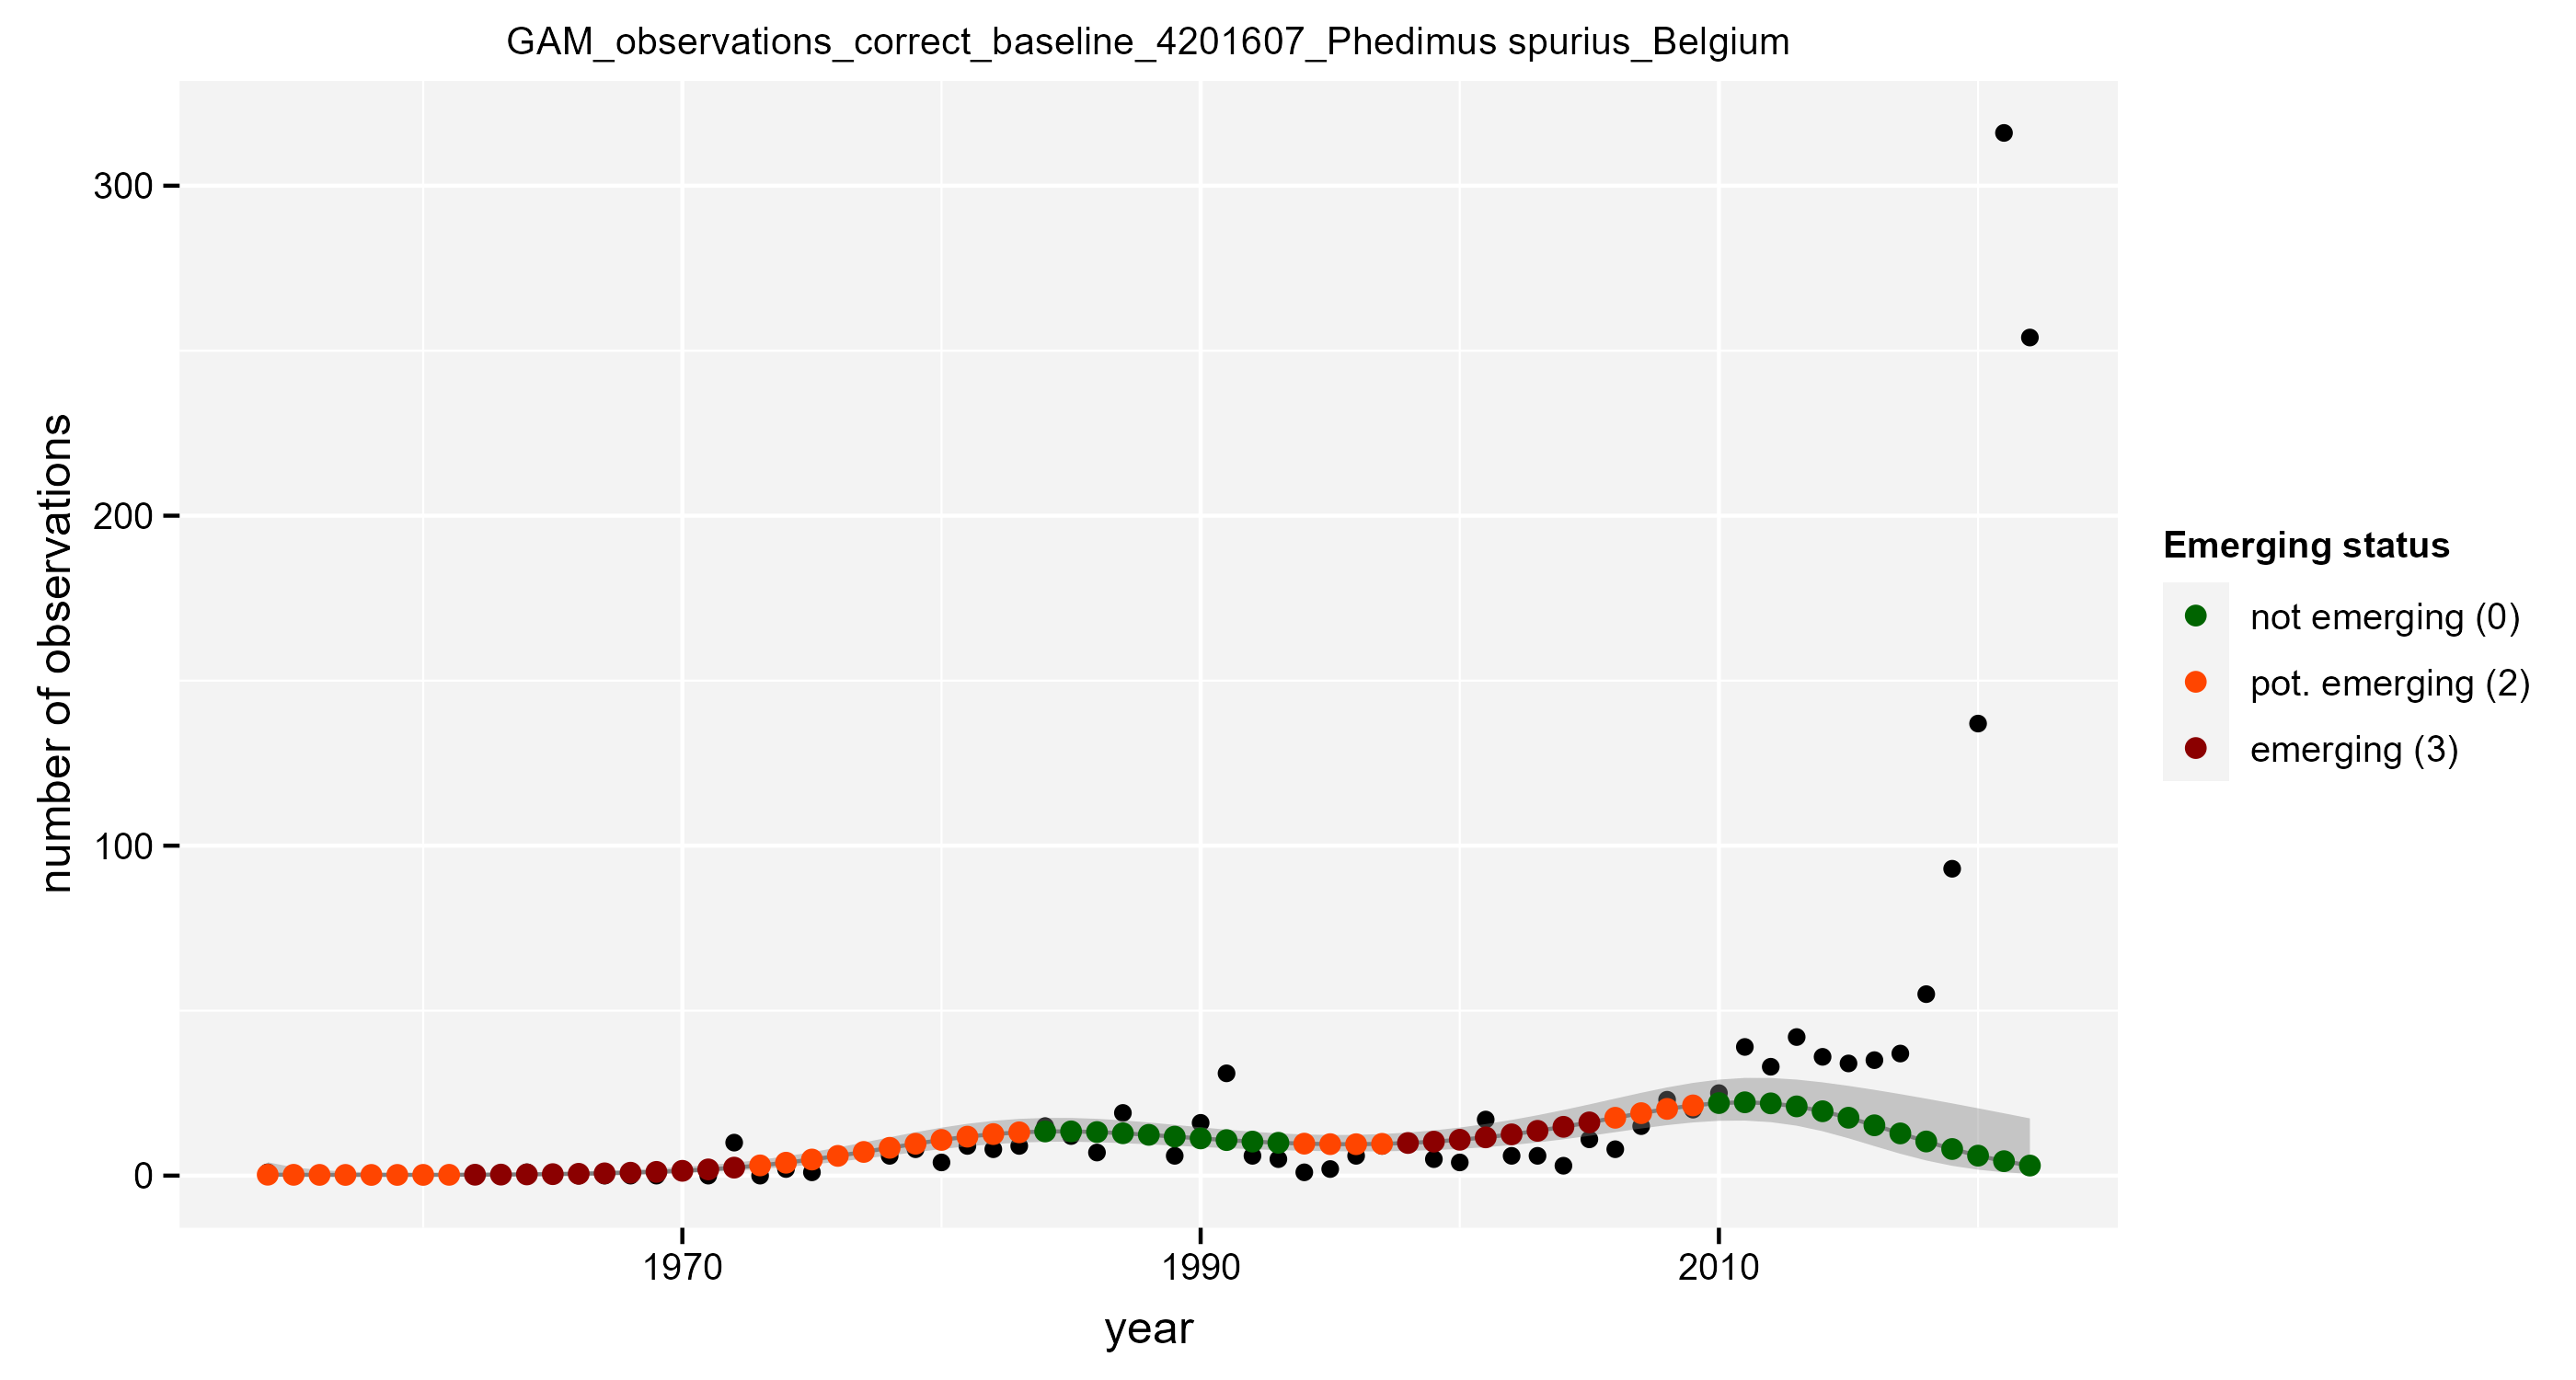 GAM_observations_correct_baseline_4201607_Phedimus spurius_Belgium
300
200
100
0
number of observations
1970
1990
2010
year
Emerging status
not emerging (0)
pot. emerging (2)
emerging (3)